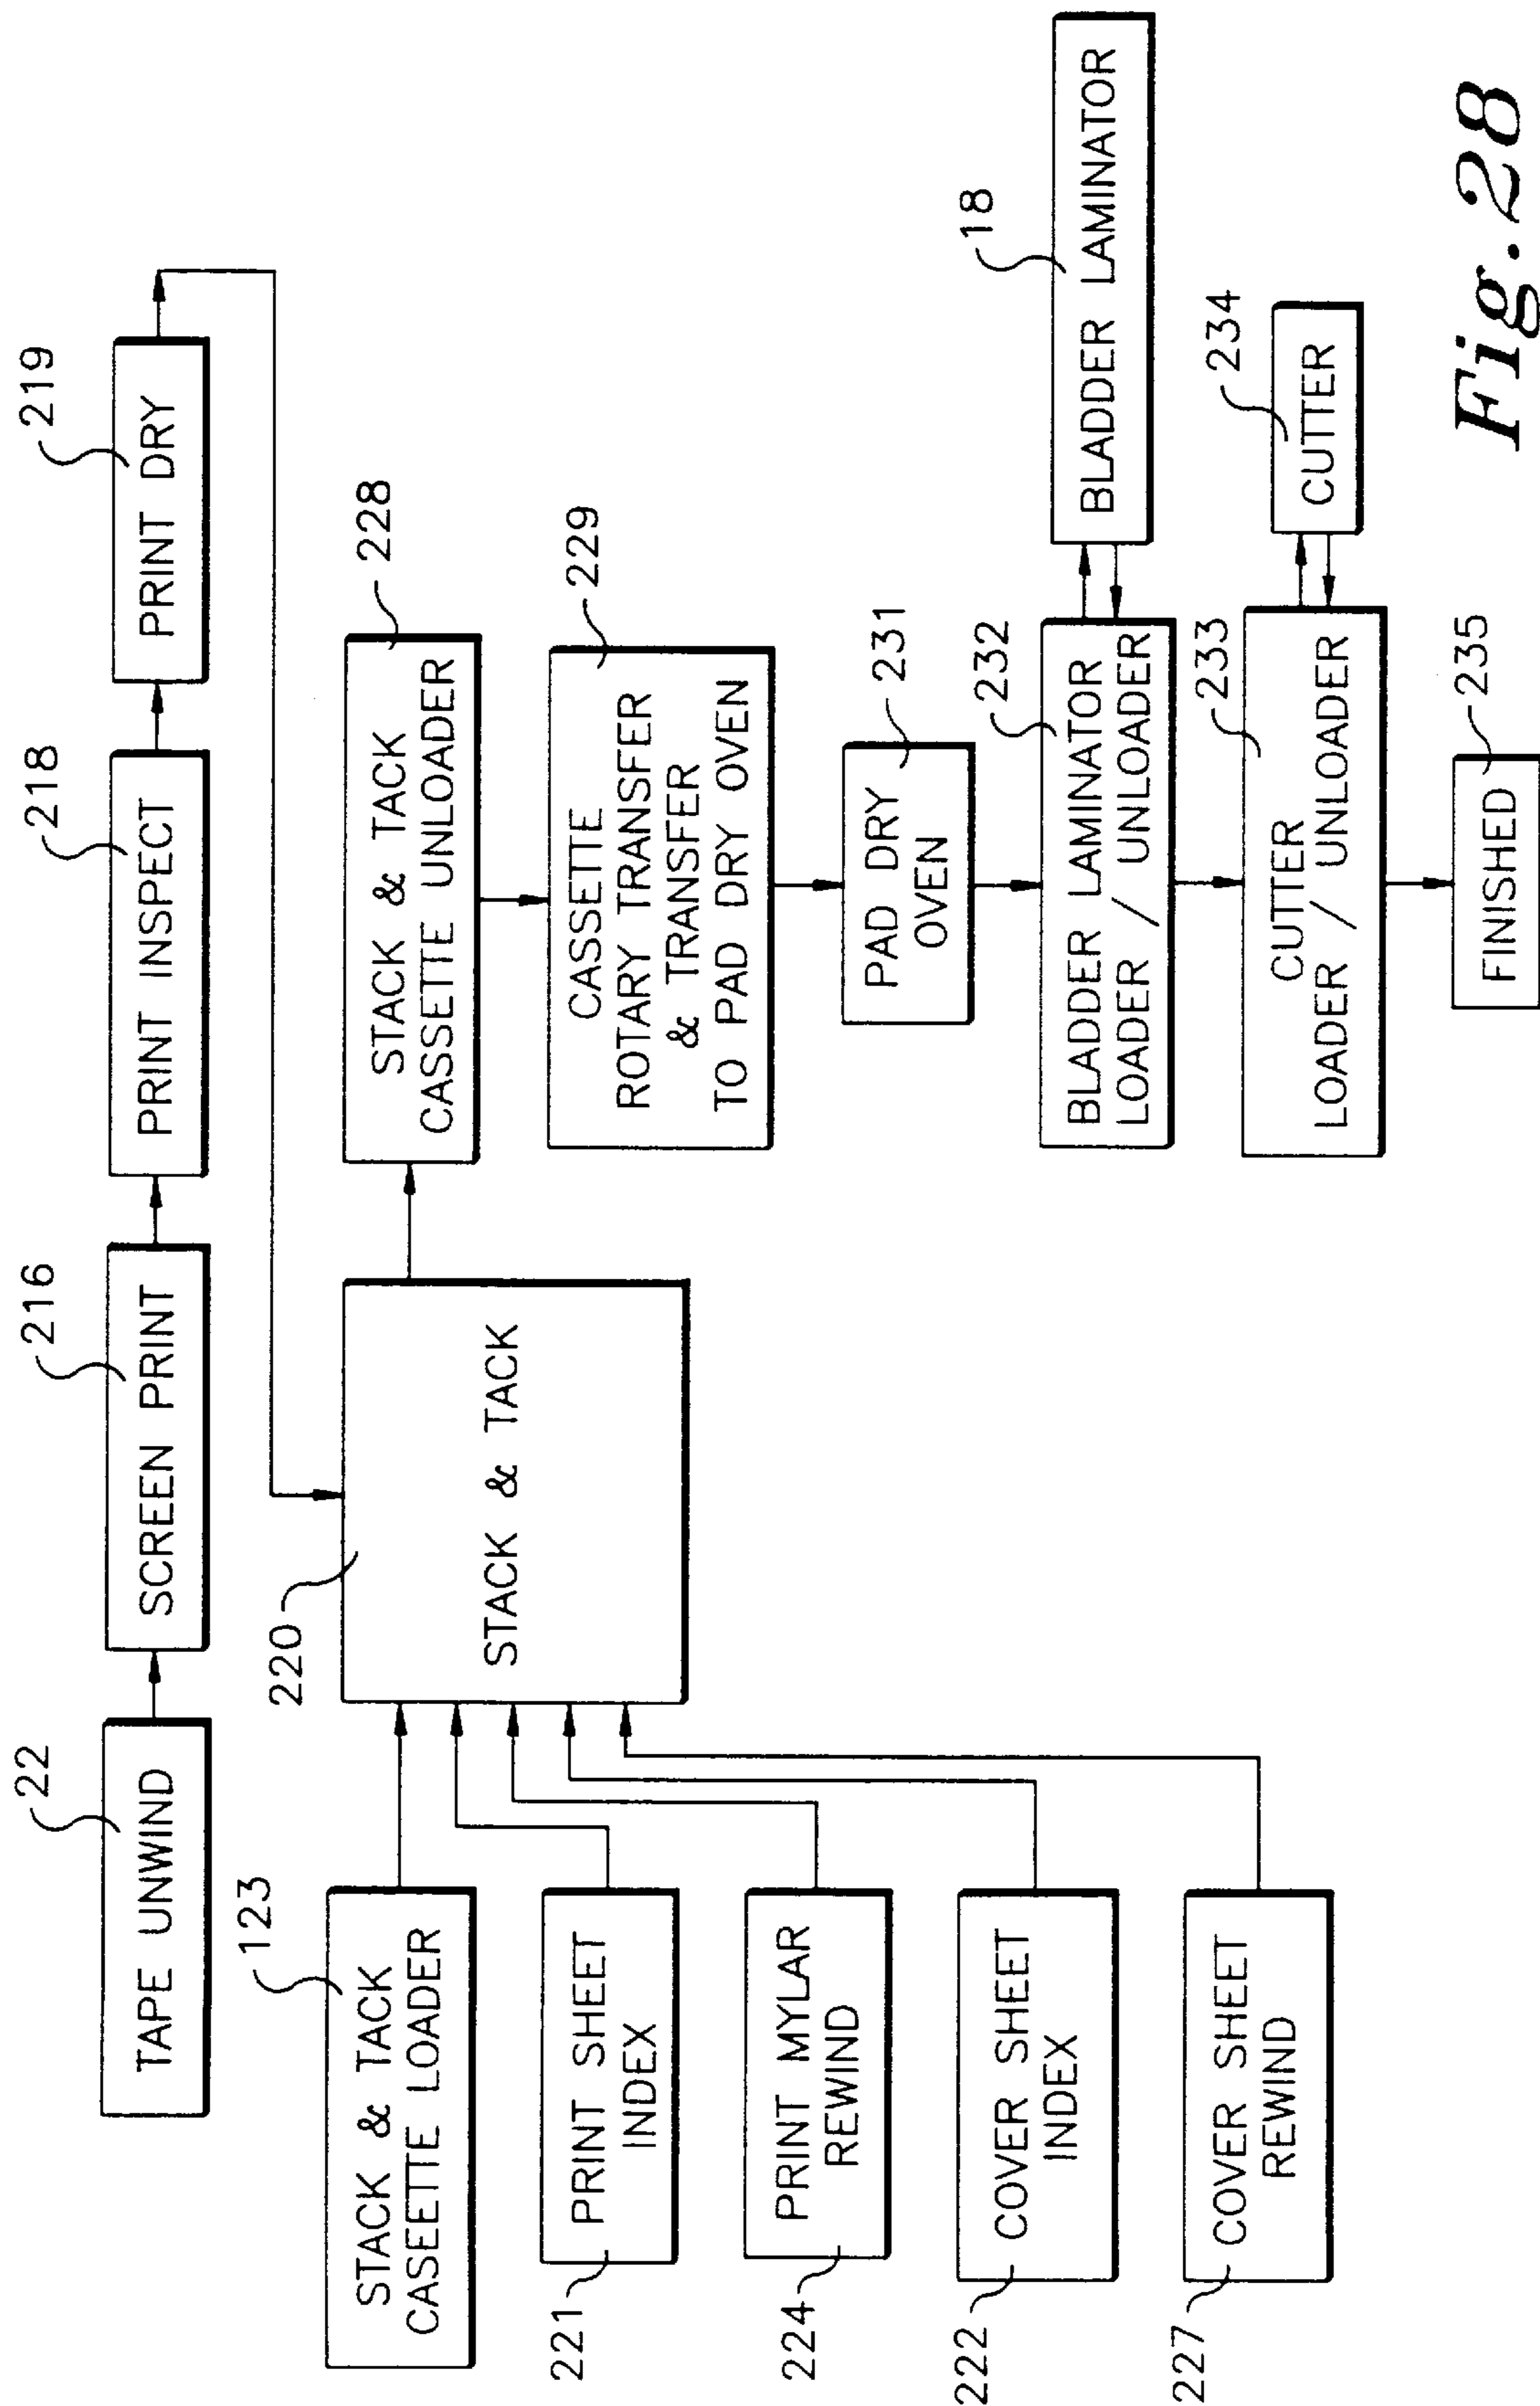 22
TAPE UNWIND
216
SCREEN PRINT
218
PRINT INSPECT
219
PRINT DRY
123
STACK & TACK
CASEETTE LOADER
221
PRINT SHEET
INDEX
224
PRINT MYLAR
REWIND
222
COVER SHEET
INDEX
227
COVER SHEET
REWIND
220
STACK & TACK
228
STACK & TACK
CASSETTE UNLOADER
229
CASSETTE
ROTARY TRANSFER
& TRANSFER
TO PAD DRY OVEN
231
PAD DRY
OVEN
232
BLADDER LAMINATOR
LOADER / UNLOADER
18
BLADDER LAMINATOR
233
CUTTER
LOADER / UNLOADER
234
CUTTER
235
FINISHED
Fig. 28